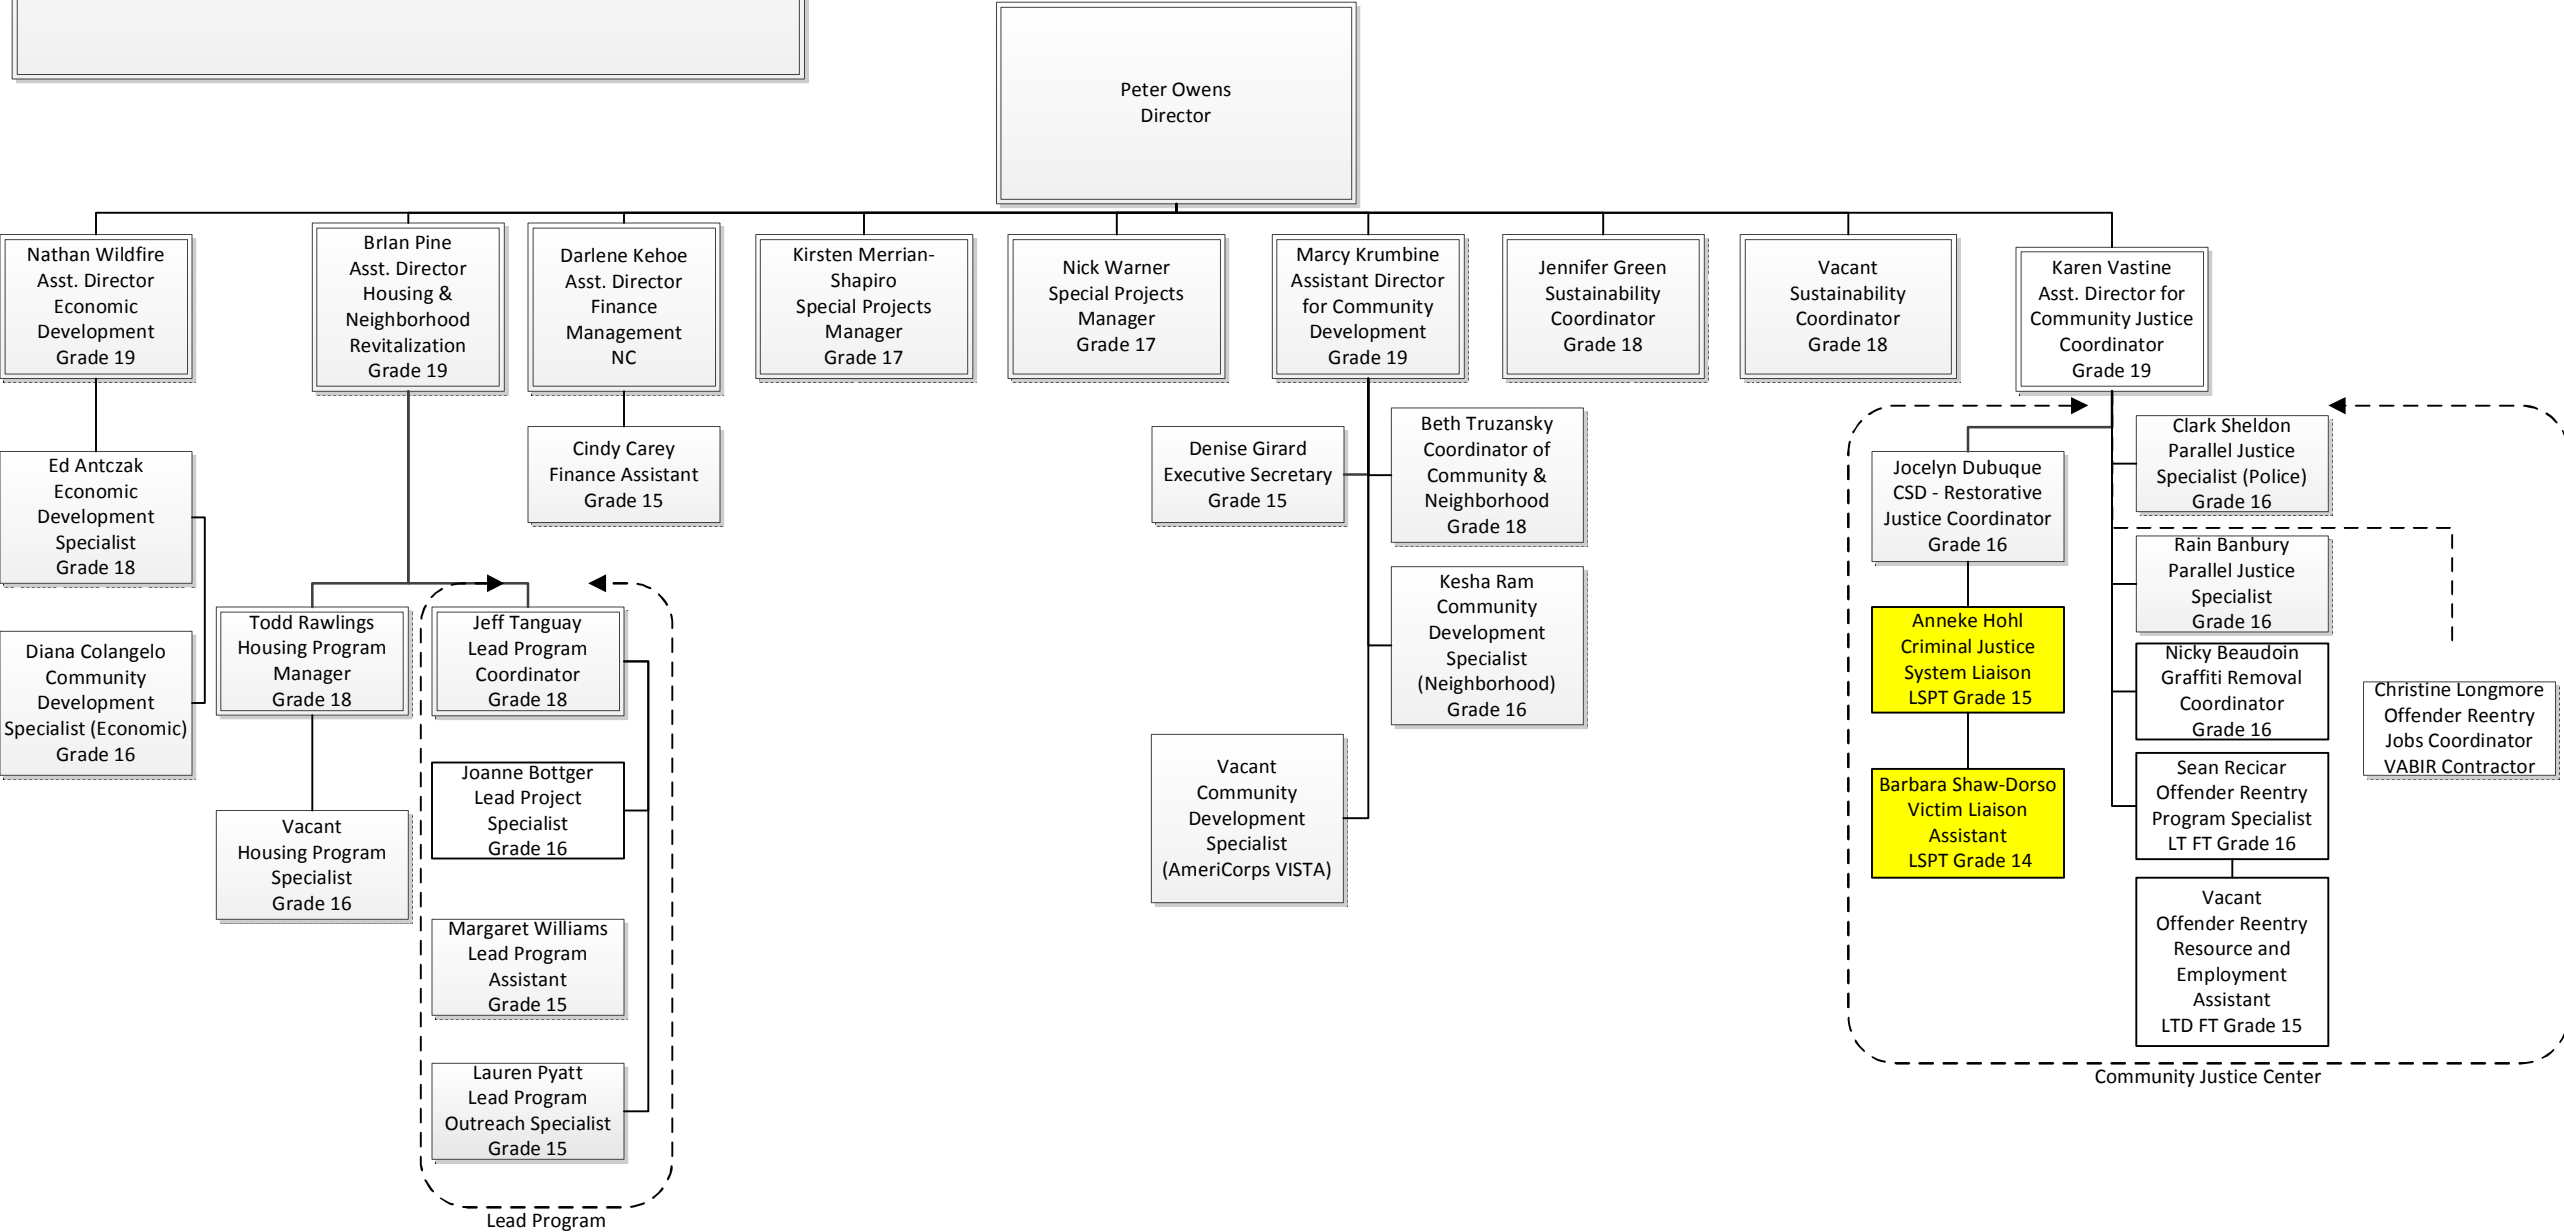 Peter Owens
Director
Nathan Wildfire
Asst. Director
Economic
Development
Grade 19
BrIan Pine
Asst. Director
Housing &
Neighborhood
Revitalization
Grade 19
Darlene Kehoe
Asst. Director
Finance
Management
NC
Kirsten Merrian-
Shapiro
Special Projects
Manager
Grade 17
Nick Warner
Special Projects
Manager
Grade 17
Marcy Krumbine
Assistant Director
for Community
Development
Grade 19
Jennifer Green
Sustainability
Coordinator
Grade 18
Vacant
Sustainability
Coordinator
Grade 18
Karen Vastine
Asst. Director for
Community Justice
Coordinator
Grade 19
Ed Antczak
Economic
Development
Specialist
Grade 18
Diana Colangelo
Community
Development
Specialist (Economic)
Grade 16
Todd Rawlings
Housing Program
Manager
Grade 18
Vacant
Housing Program
Specialist
Grade 16
Jeff Tanguay
Lead Program
Coordinator
Grade 18
Joanne Bottger
Lead Project
Specialist
Grade 16
Margaret Williams
Lead Program
Assistant
Grade 15
Lauren Pyatt
Lead Program
Outreach Specialist
Grade 15
Lead Program
Cindy Carey
Finance Assistant
Grade 15
Denise Girard
Executive Secretary
Grade 15
Beth Truzansky
Coordinator of
Community &
Neighborhood
Grade 18
Kesha Ram
Community
Development
Specialist
(Neighborhood)
Grade 16
Vacant
Community
Development
Specialist
(AmeriCorps VISTA)
Jocelyn Dubuque
CSD - Restorative
Justice Coordinator
Grade 16
Anneke Hohl
Criminal Justice
System Liaison
LSPT Grade 15
Barbara Shaw-Dorso
Victim Liaison
Assistant
LSPT Grade 14
Clark Sheldon
Parallel Justice
Specialist (Police)
Grade 16
Rain Banbury
Parallel Justice
Specialist
Grade 16
Nicky Beaudoin
Graffiti Removal
Coordinator
Grade 16
Sean Recicar
Offender Reentry
Program Specialist
LT FT Grade 16
Vacant
Offender Reentry
Resource and
Employment
Assistant
LTD FT Grade 15
Christine Longmore
Offender Reentry
Jobs Coordinator
VABIR Contractor
Community Justice Center